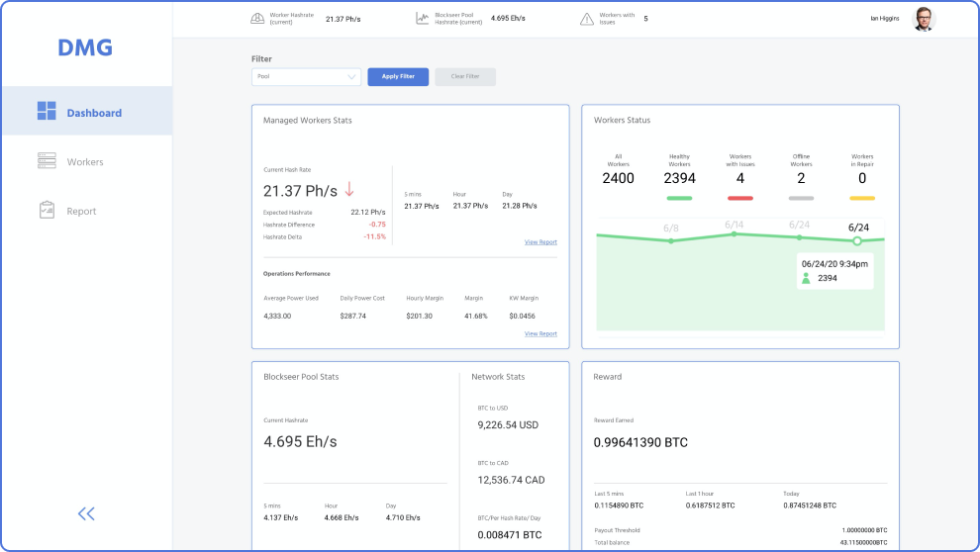 Worker Hashrate (current)
21.37 Ph/s
Blockseer Pool Hashrate (current)
4.695 Eh/s
Workers with Issues
5
Ian Higgins
DMG
Dashboard
Workers
Report
Filter
Pool
Apply Filter
Clear Filter
Managed Workers Stats
Current Hash Rate
21.37 Ph/s
Expected Hashrate 22.12 Ph/s
Hashrate Difference -0.75
Hashrate Delta -11.5%
5 mins Hour Day
21.37 Ph/s 21.37 Ph/s 21.28 Ph/s
View Report
Operations Performance
Average Power Used Daily Power Cost Hourly Margin Margin KW Margin
4,333.00 $287.74 $201.30 41.68% $0.0456
View Report
Workers Status
All Workers
2400
Healthy Workers
2394
Workers with Issues
4
Offline Workers
2
Workers in Repair
0
6/8 6/14 6/24 6/24
06/24/20 9:34pm
2394
Blockseer Pool Stats
Current Hashrate
4.695 Eh/s
5 mins Hour Day
4.137 Eh/s 4.668 Eh/s 4.710 Eh/s
Network Stats
BTC to USD
9,226.54 USD
BTC to CAD
12,536.74 CAD
BTC/Per Hash Rate/ Day
0.008471 BTC
Reward
Reward Earned
0.99641390 BTC
Last 5 mins Last 1 hour Today
0.1154890 BTC 0.6187512 BTC 0.87451248 BTC
Payout Threshold 1.00000000 BTC
Total balance 43.11500000BTC